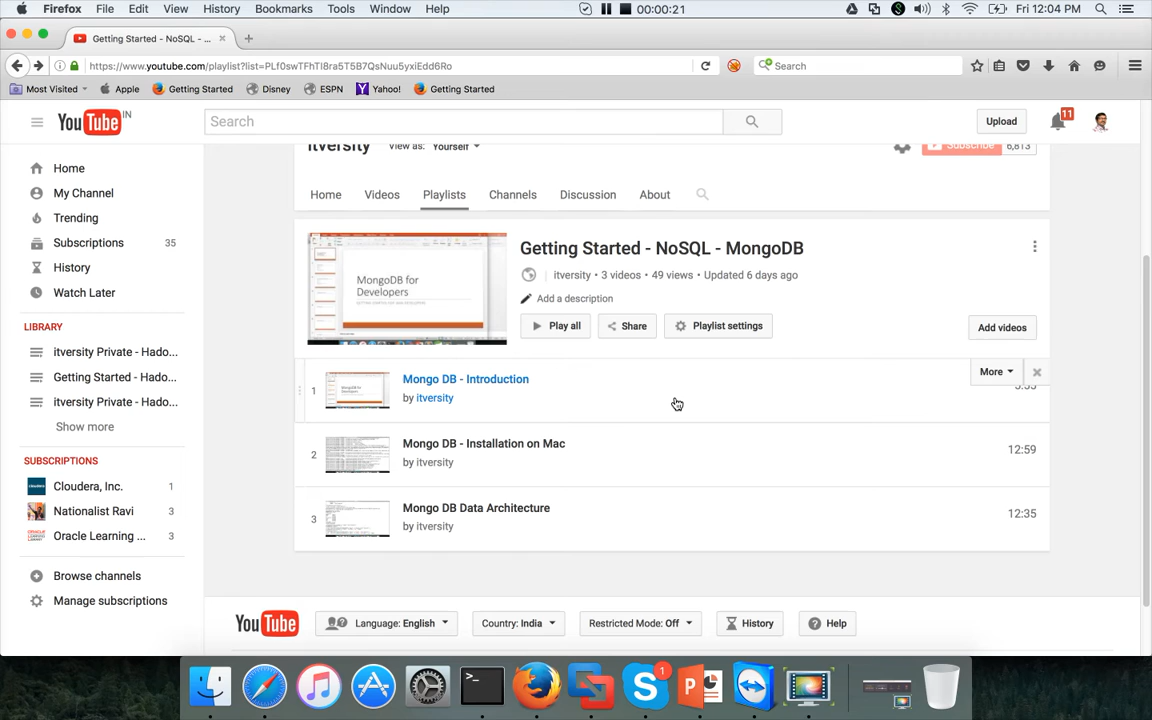 Firefox File Edit View History Bookmarks Tools Window Help 00:00:21 Fri 12:04 PM
Getting Started - NoSQL - ...
https://www.youtube.com/playlist?list=PLf0swTFhTI8ra5T5B7QsNuu5yxiEdd6Ro Search
Most Visited Apple Getting Started Disney ESPN Yahoo! Getting Started
YouTube IN Search Upload 11
itversity View as: Yourself Subscribe 6,813
Home Videos Playlists Channels Discussion About
Home
My Channel
Trending
Subscriptions 35
History
Watch Later
LIBRARY
itversity Private - Hado...
Getting Started - Hado...
itversity Private - Hado...
Show more
SUBSCRIPTIONS
Cloudera, Inc. 1
Nationalist Ravi 3
Oracle Learning ... 3
Browse channels
Manage subscriptions
MongoDB for
Developers
Getting Started - NoSQL - MongoDB
itversity • 3 videos • 49 views • Updated 6 days ago
Add a description
Play all Share Playlist settings Add videos
1 Mongo DB - Introduction More
by itversity
2 Mongo DB - Installation on Mac 12:59
by itversity
3 Mongo DB Data Architecture 12:35
by itversity
YouTube Language: English Country: India Restricted Mode: Off History Help
1